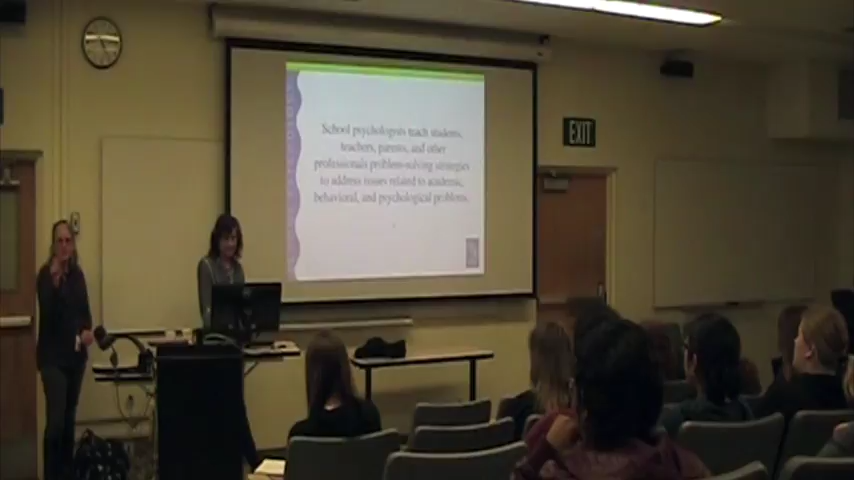 School psychologists teach students,
teachers, parents, and other
professionals problem-solving strategies
to address issues related to academic,
behavioral, and psychological problems.
EXIT